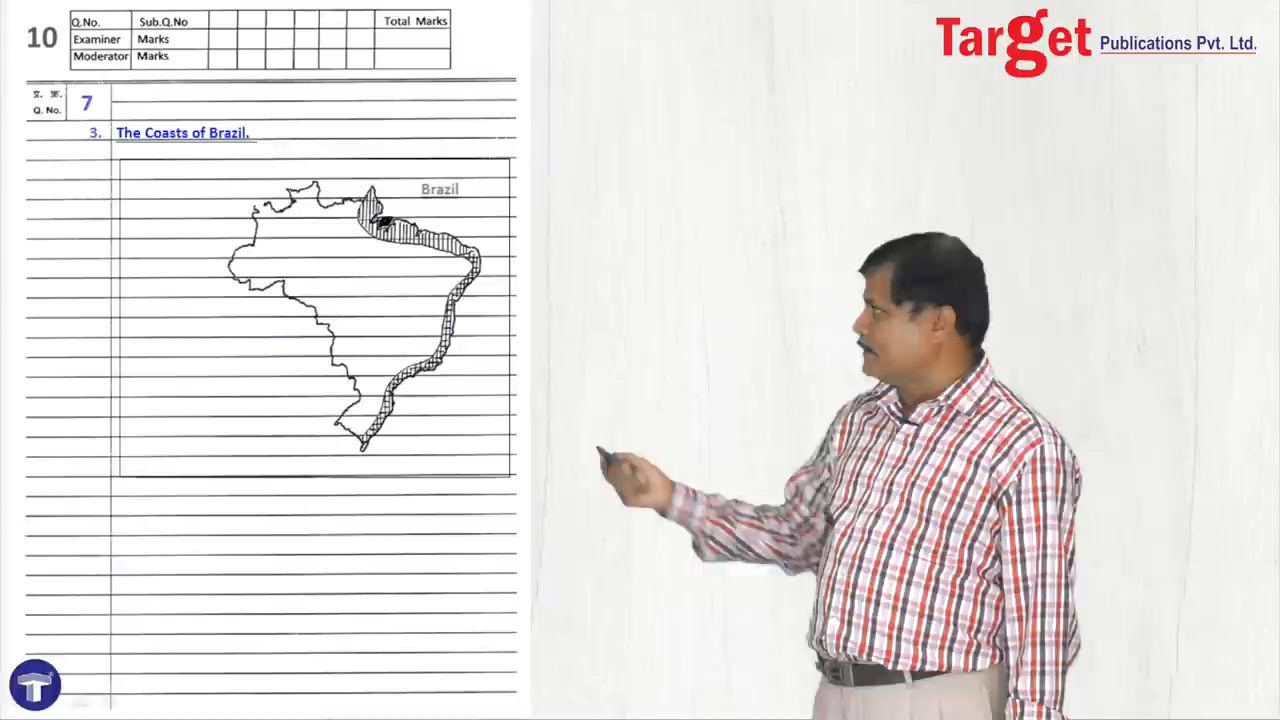 10
Q.No. Sub.Q.No Total Marks
Examiner Marks
Moderator Marks
Target Publications Pvt. Ltd.
प्र. क्र.
Q. No. 7
3. The Coasts of Brazil.
Brazil